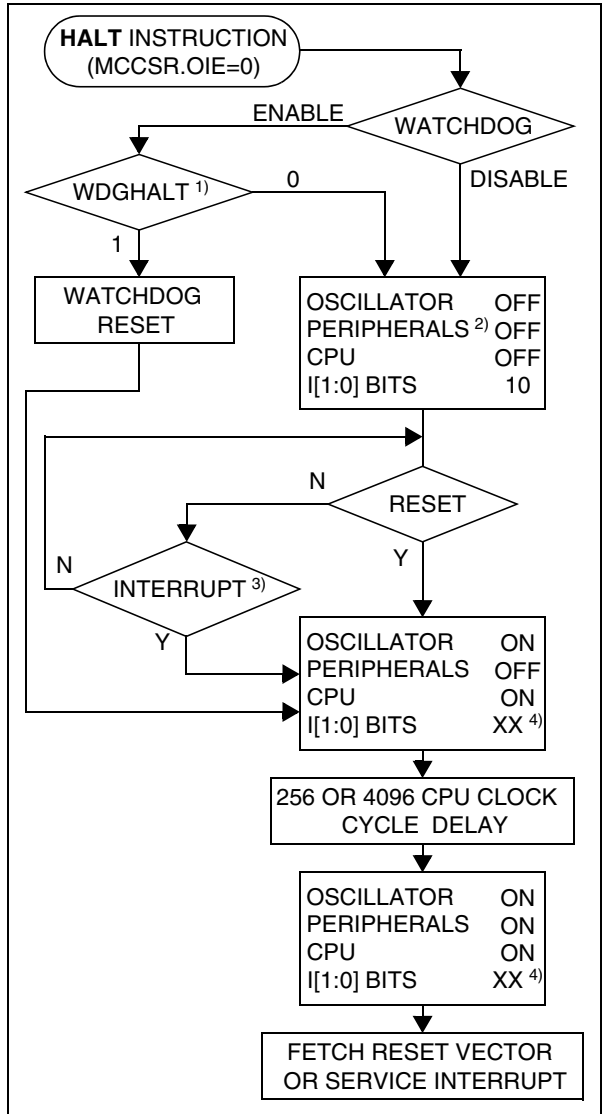 HALT INSTRUCTION
(MCCSR.OIE=0)
ENABLE
WATCHDOG
WDGHALT 1)
0
DISABLE
1
WATCHDOG
RESET
OSCILLATOR OFF
PERIPHERALS 2) OFF
CPU OFF
I[1:0] BITS 10
N
RESET
N
INTERRUPT 3)
Y
Y
OSCILLATOR ON
PERIPHERALS OFF
CPU ON
I[1:0] BITS XX 4)
256 OR 4096 CPU CLOCK
CYCLE DELAY
OSCILLATOR ON
PERIPHERALS ON
CPU ON
I[1:0] BITS XX 4)
FETCH RESET VECTOR
OR SERVICE INTERRUPT